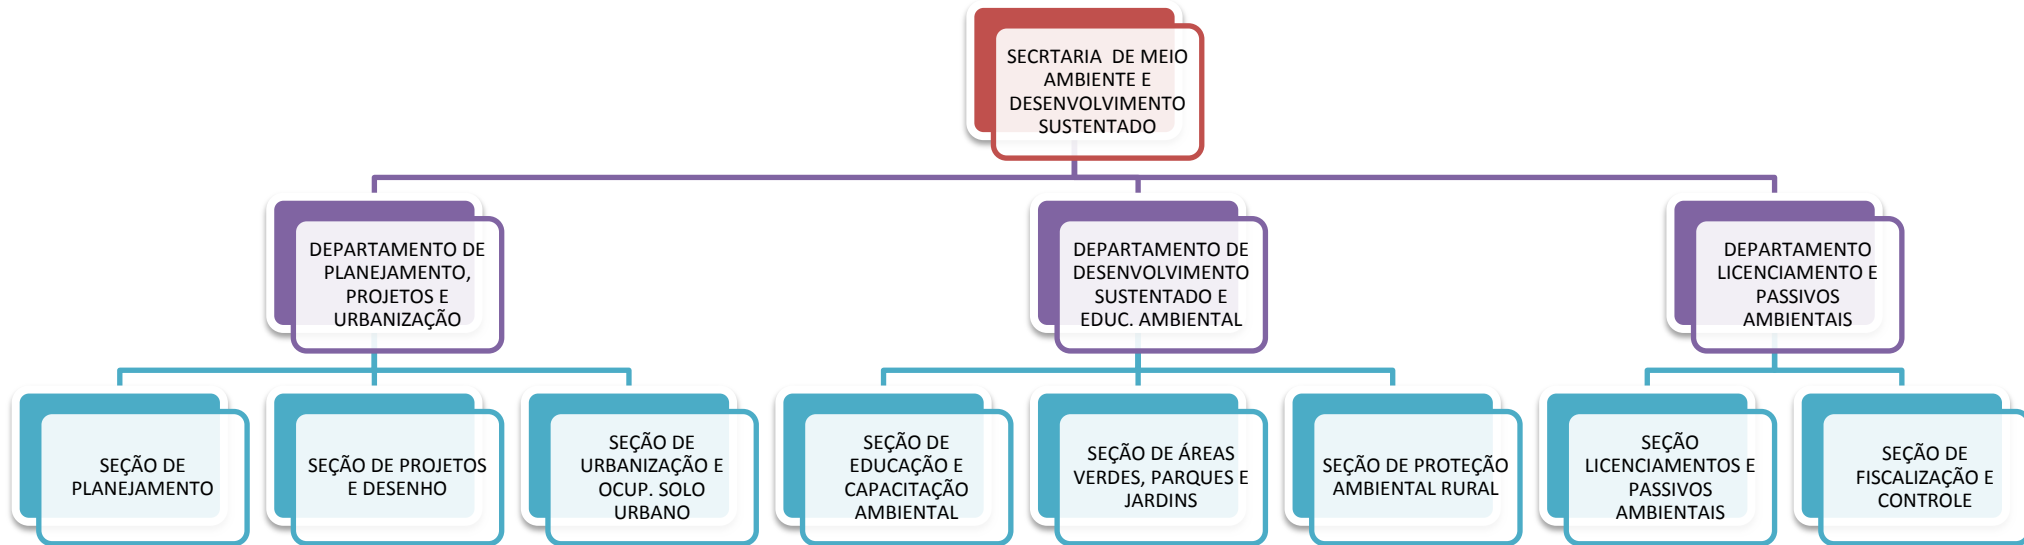 SECRTARIA  DE MEIO
AMBIENTE E
DESENVOLVIMENTO
SUSTENTADO
DEPARTAMENTO DE
PLANEJAMENTO,
PROJETOS E
URBANIZAÇÃO
DEPARTAMENTO DE
DESENVOLVIMENTO
SUSTENTADO E
EDUC. AMBIENTAL
DEPARTAMENTO
LICENCIAMENTO E
PASSIVOS
AMBIENTAIS
SEÇÃO DE
PLANEJAMENTO
SEÇÃO DE PROJETOS
E DESENHO
SEÇÃO DE
URBANIZAÇÃO E
OCUP. SOLO
URBANO
SEÇÃO DE
EDUCAÇÃO E
CAPACITAÇÃO
AMBIENTAL
SEÇÃO DE ÁREAS
VERDES, PARQUES E
JARDINS
SEÇÃO DE PROTEÇÃO
AMBIENTAL RURAL
SEÇÃO
LICENCIAMENTOS E
PASSIVOS
AMBIENTAIS
SEÇÃO DE
FISCALIZAÇÃO E
CONTROLE